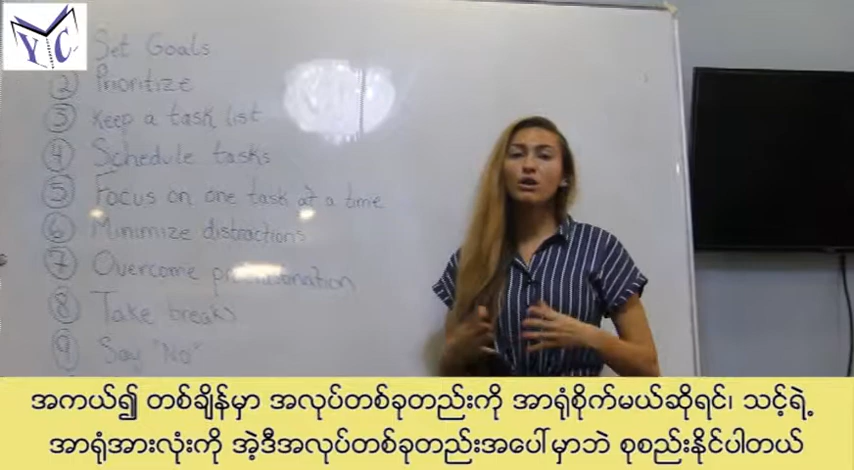 YC
Set Goals
② Prioritize
③ Keep a task list
④ Schedule tasks
⑤ Focus on one task at a time
⑥ Minimize distractions
⑦ Overcome procrastination
⑧ Take breaks
⑨ Say "No"
အကယ်၍ တစ်ချိန်မှာ အလုပ်တစ်ခုတည်းကို အာရုံစိုက်မယ်ဆိုရင်၊ သင့်ရဲ့
အာရုံအားလုံးကို အဲ့ဒီအလုပ်တစ်ခုတည်းအပေါ်မှာဘဲ စုစည်းနိုင်ပါတယ်